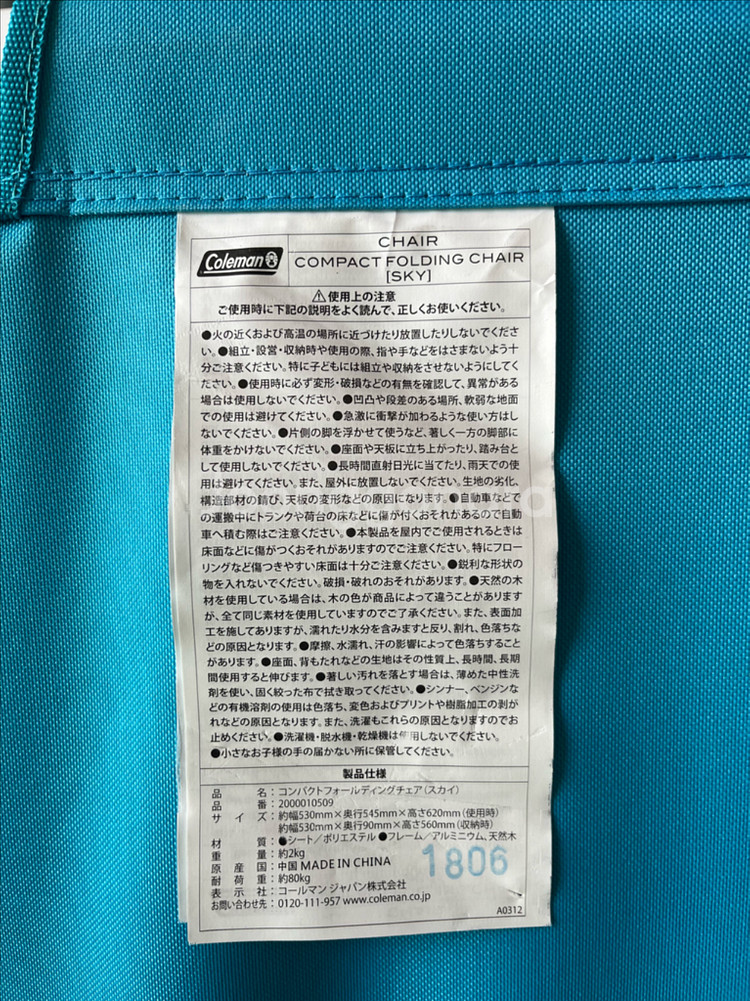 Coleman
CHAIR
COMPACT FOLDING CHAIR
[SKY]
⚠使用上の注意
ご使用時に下記の説明をよく読んで、正しくお使いください。
●火の近くおよび高温の場所に近づけたり放置したりしないでくださ
い。●組立・設営・収納時や使用の際、指や手などをはさまないよう十
分ご注意ください。特に子どもには組立や収納をさせないようにしてく
ださい。●使用時に必ず変形・破損などの有無を確認して、異常がある
場合は使用しないでください。●凹凸や段差のある場所、軟弱な地面
での使用は避けてください。●急激に衝撃が加わるような使い方はし
ないでください。●片側の脚を浮かせて使うなど、著しく一方の脚部に
体重をかけないでください。●座面や天板に立ち上がったり、踏み台と
して使用しないでください。●長時間直射日光に当てたり、雨天での使
用は避けてください。また、屋外に放置しないでください。生地の劣化、
構造部材の錆び、天板の変形などの原因になります。●自動車などで
の運搬中にトランクや荷台の床などに傷が付くおそれがあるので自動
車へ積む際はご注意ください。●本製品を屋内でご使用されるときは
床面などに傷がつくおそれがありますのでご注意ください。特にフロー
リングなど傷つきやすい床面は十分ご注意ください。●鋭利な形状の
物を入れないでください。破損・破れのおそれがあります。●天然の木
材を使用している場合は、木の色が商品によって違うことがあります
が、全て同じ素材を使用していますのでご了承ください。また、表面加
工を施してありますが、濡れたり水分を含みますと反り、割れ、色落ちな
どの原因となります。●摩擦、水濡れ、汗の影響によって色落ちすること
があります。●座面、背もたれなどの生地はその性質上、長時間、長期
間使用すると伸びます。●著しい汚れを落とす場合は、薄めた中性洗
剤を使い、固く絞った布で拭き取ってください。●シンナー、ベンジンな
どの有機溶剤の使用は色落ち、変色およびプリントや樹脂加工の剥が
れなどの原因となります。また、洗濯もこれらの原因となりますのでお
止めください。●洗濯機・脱水機・乾燥機は使用しないでください。
●小さなお子様の手の届かない所に保管してください。
製品仕様
品名：コンパクトフォールディングチェア（スカイ）
品番：2000010509
サイズ：約幅530mm×奥行545mm×高さ620mm（使用時）
約幅530mm×奥行90mm×高さ560mm（収納時）
材質：●シート／ポリエステル ●フレーム／アルミニウム、天然木
重量：約2kg
原産国：中国 MADE IN CHINA
耐荷重：約80kg
表示社：コールマン ジャパン株式会社
お問い合わせ先：0120-111-957 www.coleman.co.jp
1806
A0312